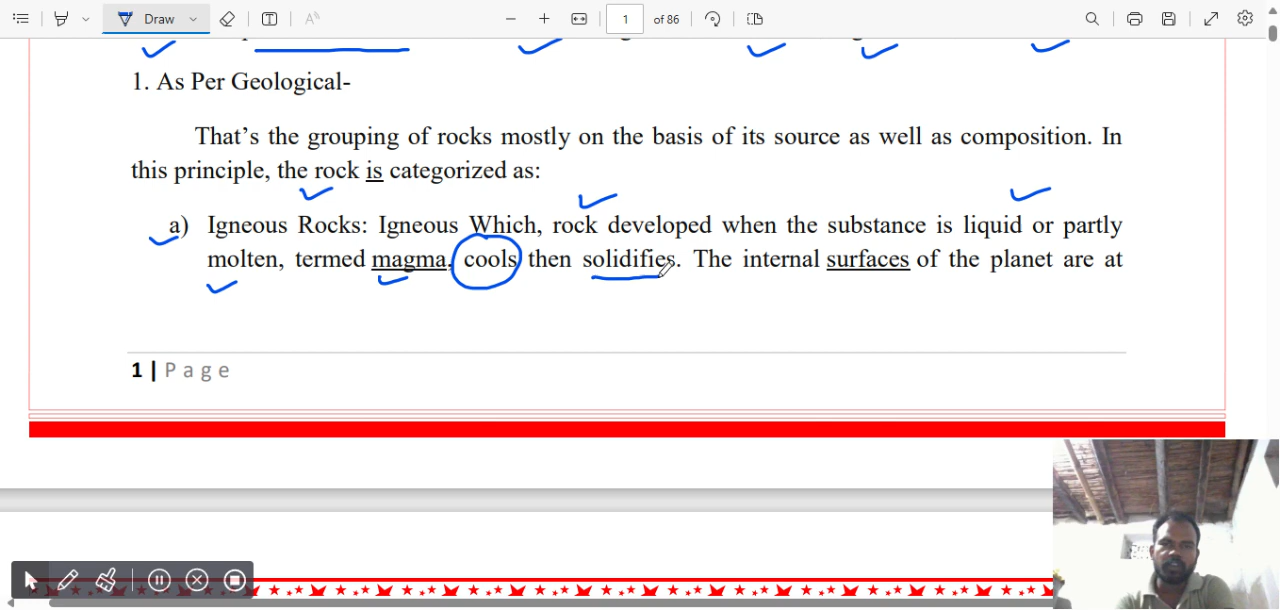 Draw
1 of 86
1. As Per Geological-
That's the grouping of rocks mostly on the basis of its source as well as composition. In
this principle, the rock is categorized as:
a) Igneous Rocks: Igneous Which, rock developed when the substance is liquid or partly
molten, termed magma, cools then solidifies. The internal surfaces of the planet are at
1 | Page